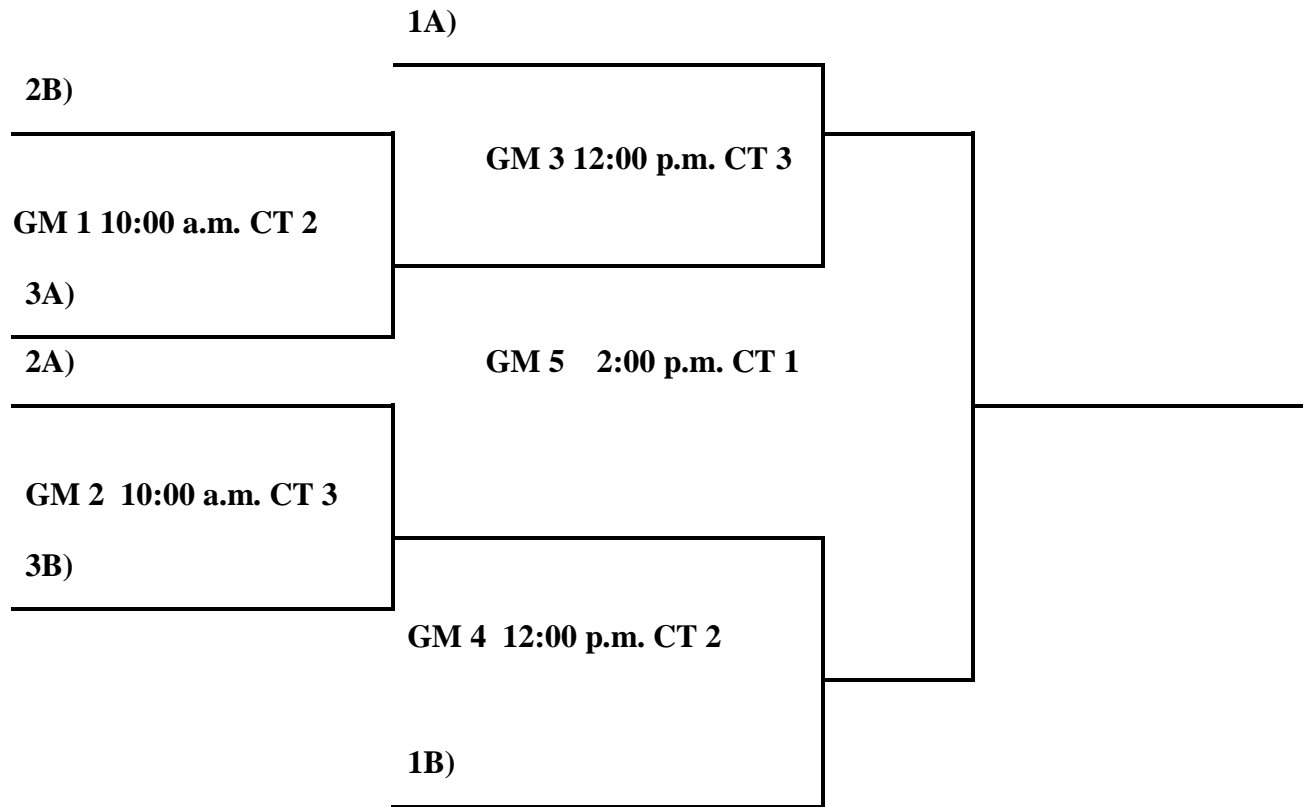 1A)
2B)
GM 3 12:00 p.m. CT 3
GM 1 10:00 a.m. CT 2
3A)
2A)
GM 5 2:00 p.m. CT 1
GM 2 10:00 a.m. CT 3
3B)
GM 4 12:00 p.m. CT 2
1B)